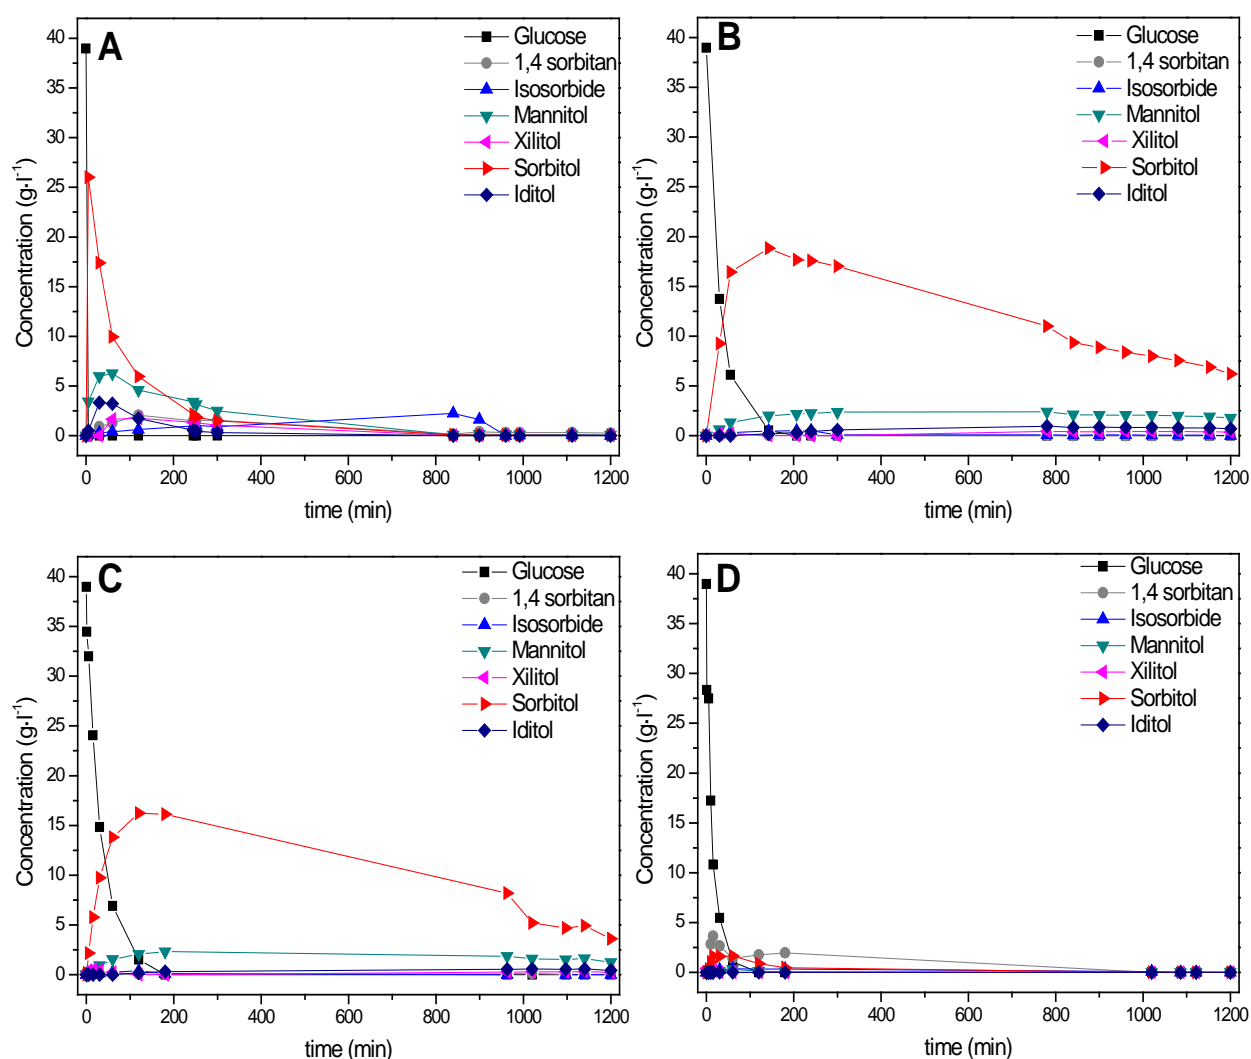 A
Glucose
1,4 sorbitan
Isosorbide
Mannitol
Xilitol
Sorbitol
Iditol
40
35
30
25
20
15
10
5
0
Concentration (g·l⁻¹)
0 200 400 600 800 1000 1200
time (min)
B
Glucose
1,4 sorbitan
Isosorbide
Mannitol
Xilitol
Sorbitol
Iditol
40
35
30
25
20
15
10
5
0
Concentration (g·l⁻¹)
0 200 400 600 800 1000 1200
time (min)
C
Glucose
1,4 sorbitan
Isosorbide
Mannitol
Xilitol
Sorbitol
Iditol
40
35
30
25
20
15
10
5
0
Concentration (g·l⁻¹)
0 200 400 600 800 1000 1200
time (min)
D
Glucose
1,4 sorbitan
Isosorbide
Mannitol
Xilitol
Sorbitol
Iditol
40
35
30
25
20
15
10
5
0
Concentration (g·l⁻¹)
0 200 400 600 800 1000 1200
time (min)